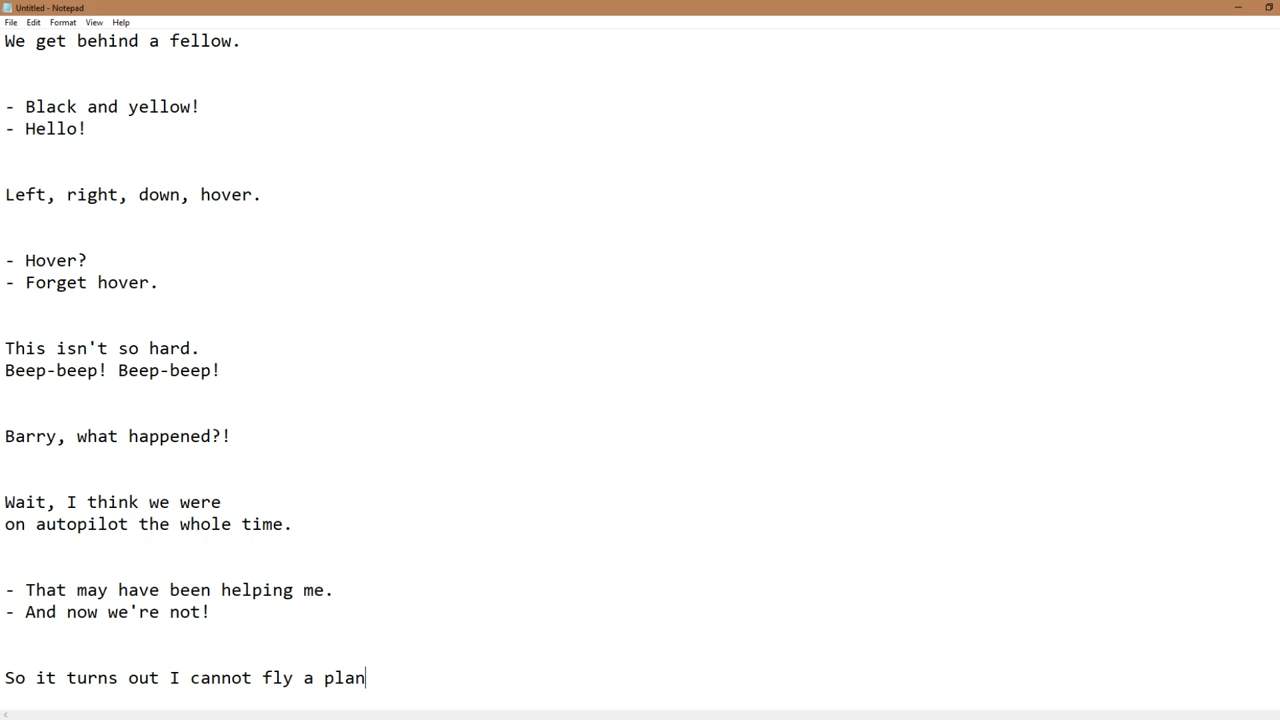 Untitled - Notepad
File Edit Format View Help
We get behind a fellow.
- Black and yellow!
- Hello!
Left, right, down, hover.
- Hover?
- Forget hover.
This isn't so hard.
Beep-beep! Beep-beep!
Barry, what happened?!
Wait, I think we were
on autopilot the whole time.
- That may have been helping me.
- And now we're not!
So it turns out I cannot fly a plan